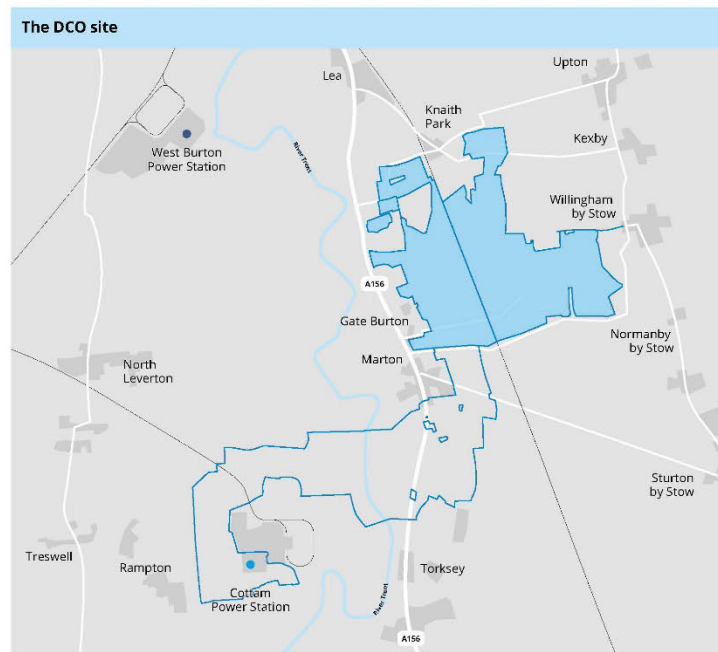 The DCO site
Lea
Upton
Knaith
Park
Kexby
West Burton
Power Station
River Trent
Willingham
by Stow
A156
Gate Burton
Normanby
by Stow
Marton
North
Leverton
Sturton
by Stow
Treswell
Rampton
Cottam
Power Station
Torksey
River Trent
A156